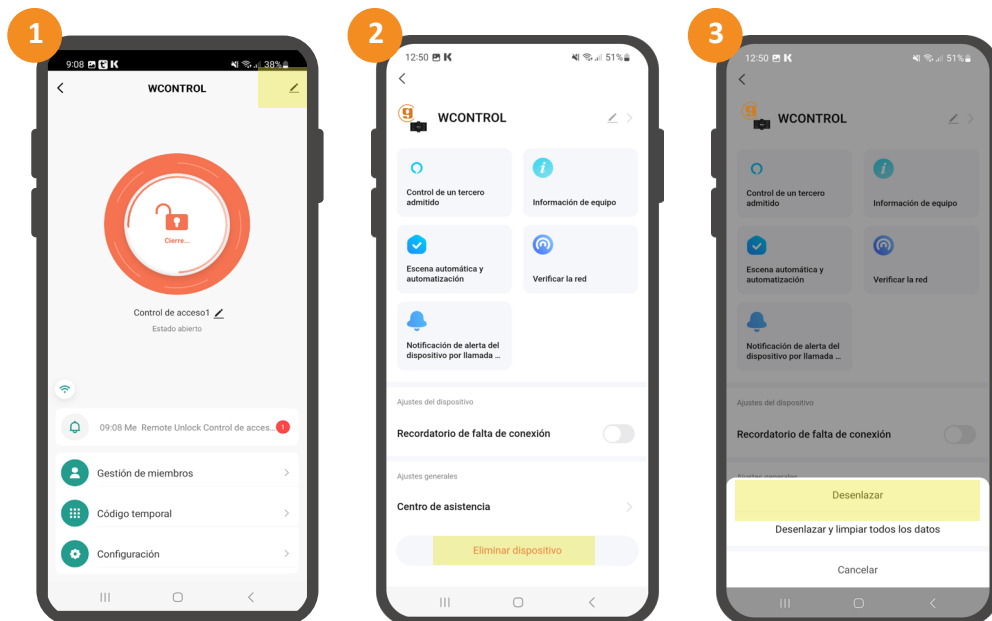 1
9:08 K 38%
WCONTROL
Cierre...
Control de acceso1
Estado abierto
09:08 Me Remote Unlock Control de acces...
1
Gestión de miembros
Código temporal
Configuración
2
12:50 K 51%
9
WCONTROL
Control de un tercero
admitido
Información de equipo
Escena automática y
automatización
Verificar la red
Notificación de alerta del
dispositivo por llamada ...
Ajustes del dispositivo
Recordatorio de falta de conexión
Ajustes generales
Centro de asistencia
Eliminar dispositivo
3
12:50 K 51%
9
WCONTROL
Control de un tercero
admitido
Información de equipo
Escena automática y
automatización
Verificar la red
Notificación de alerta del
dispositivo por llamada ...
Ajustes del dispositivo
Recordatorio de falta de conexión
Ajustes generales
Desenlazar
Desenlazar y limpiar todos los datos
Cancelar